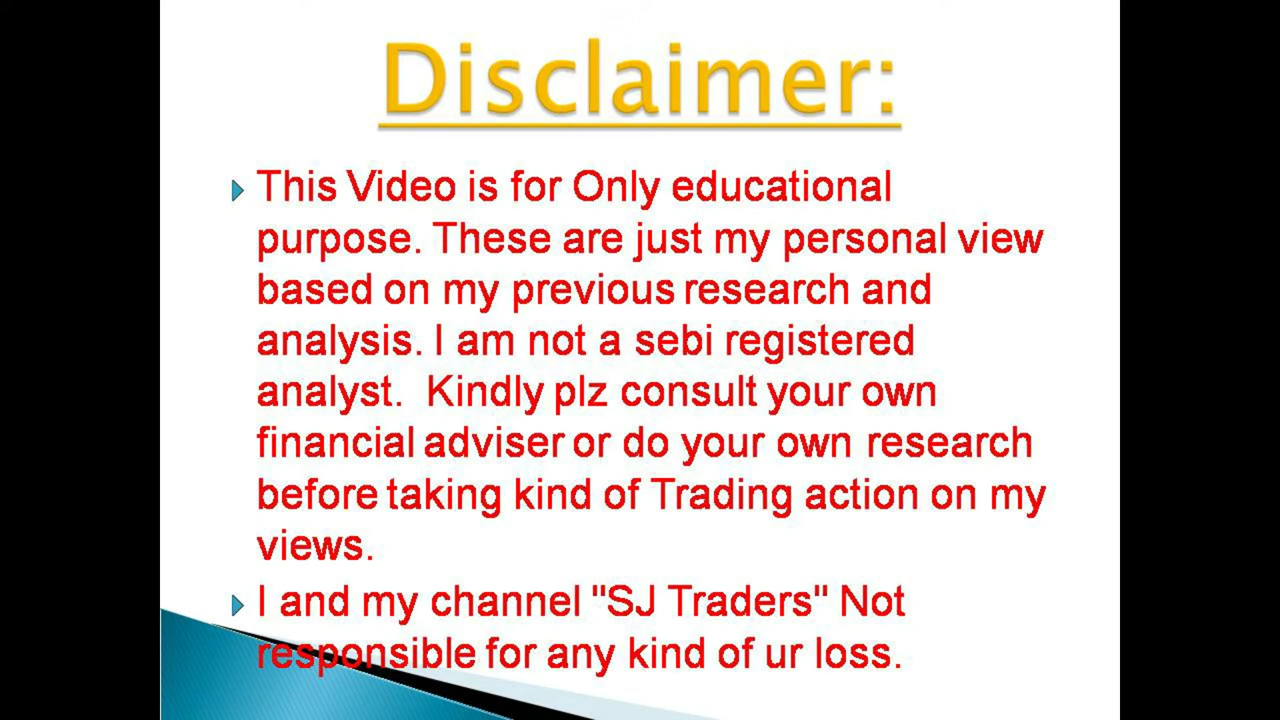 Disclaimer:
This Video is for Only educational
purpose. These are just my personal view
based on my previous research and
analysis. I am not a sebi registered
analyst.  Kindly plz consult your own
financial adviser or do your own research
before taking kind of Trading action on my
views.
I and my channel "SJ Traders" Not
responsible for any kind of ur loss.